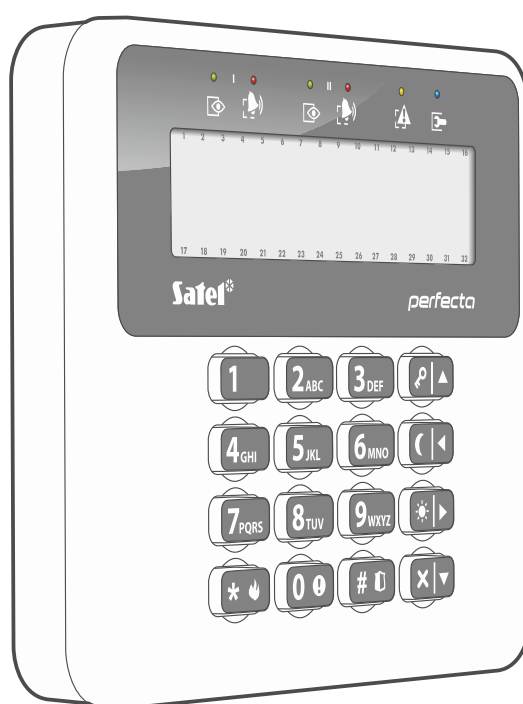 I II
1 2 3 4 5 6 7 8 9 10 11 12 13 14 15 16
17 18 19 20 21 22 23 24 25 26 27 28 29 30 31 32
Satel perfecta
1 2ABC 3DEF
4GHI 5JKL 6MNO
7PQRS 8TUV 9WXYZ
* 0 #